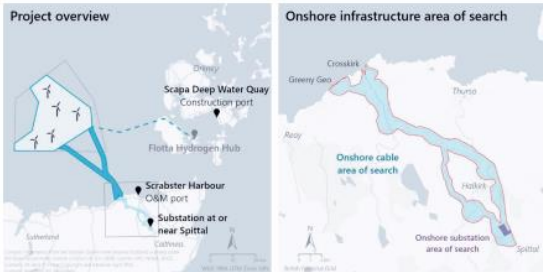 Project overview
Orkney
Scapa Deep Water Quay
Construction port
Flotta Hydrogen Hub
Scrabster Harbour
O&M port
Substation at or
near Spittal
Sutherland
Caithness
N
Onshore infrastructure area of search
Crosskirk
Greeny Geo
Thurso
Reay
Onshore cable
area of search
Halkirk
Onshore substation
area of search
Spittal
N